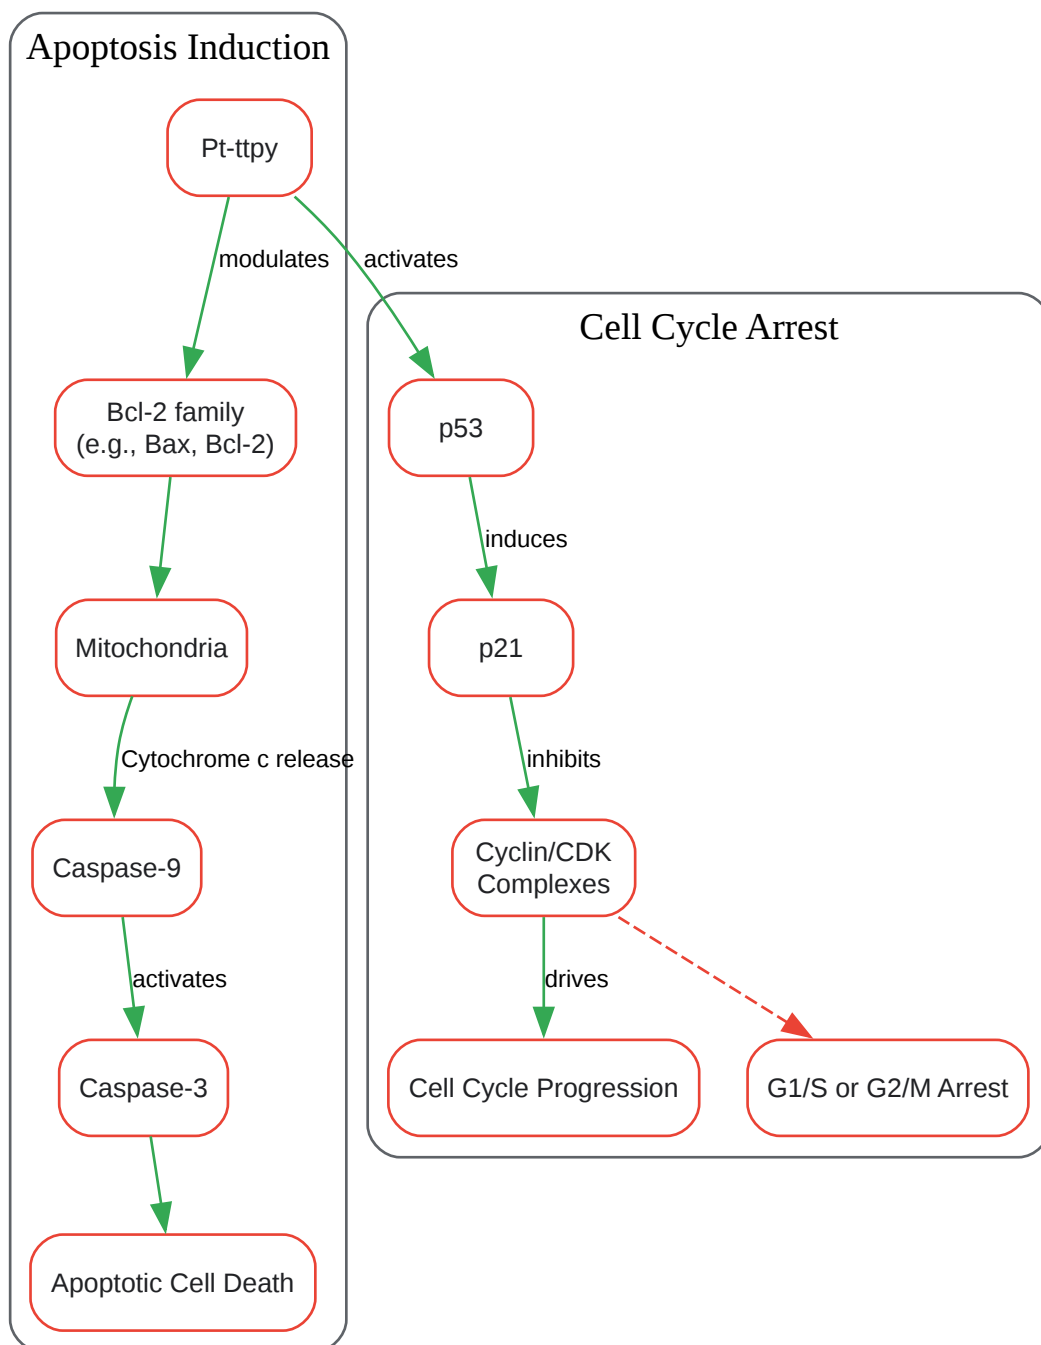 Apoptosis Induction
Pt-ttpy
modulates
activates
Cell Cycle Arrest
Bcl-2 family
(e.g., Bax, Bcl-2)
p53
induces
Mitochondria
p21
Cytochrome c release
inhibits
Caspase-9
Cyclin/CDK
Complexes
activates
drives
Caspase-3
Cell Cycle Progression
G1/S or G2/M Arrest
Apoptotic Cell Death